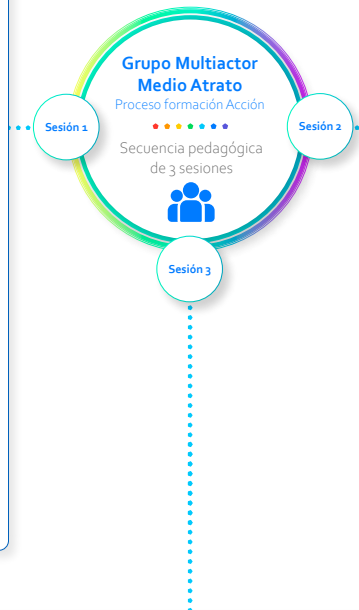 Grupo Multiactor
Medio Atrato
Proceso formación Acción
Sesión 1
Sesión 2
Secuencia pedagógica
de 3 sesiones
Sesión 3